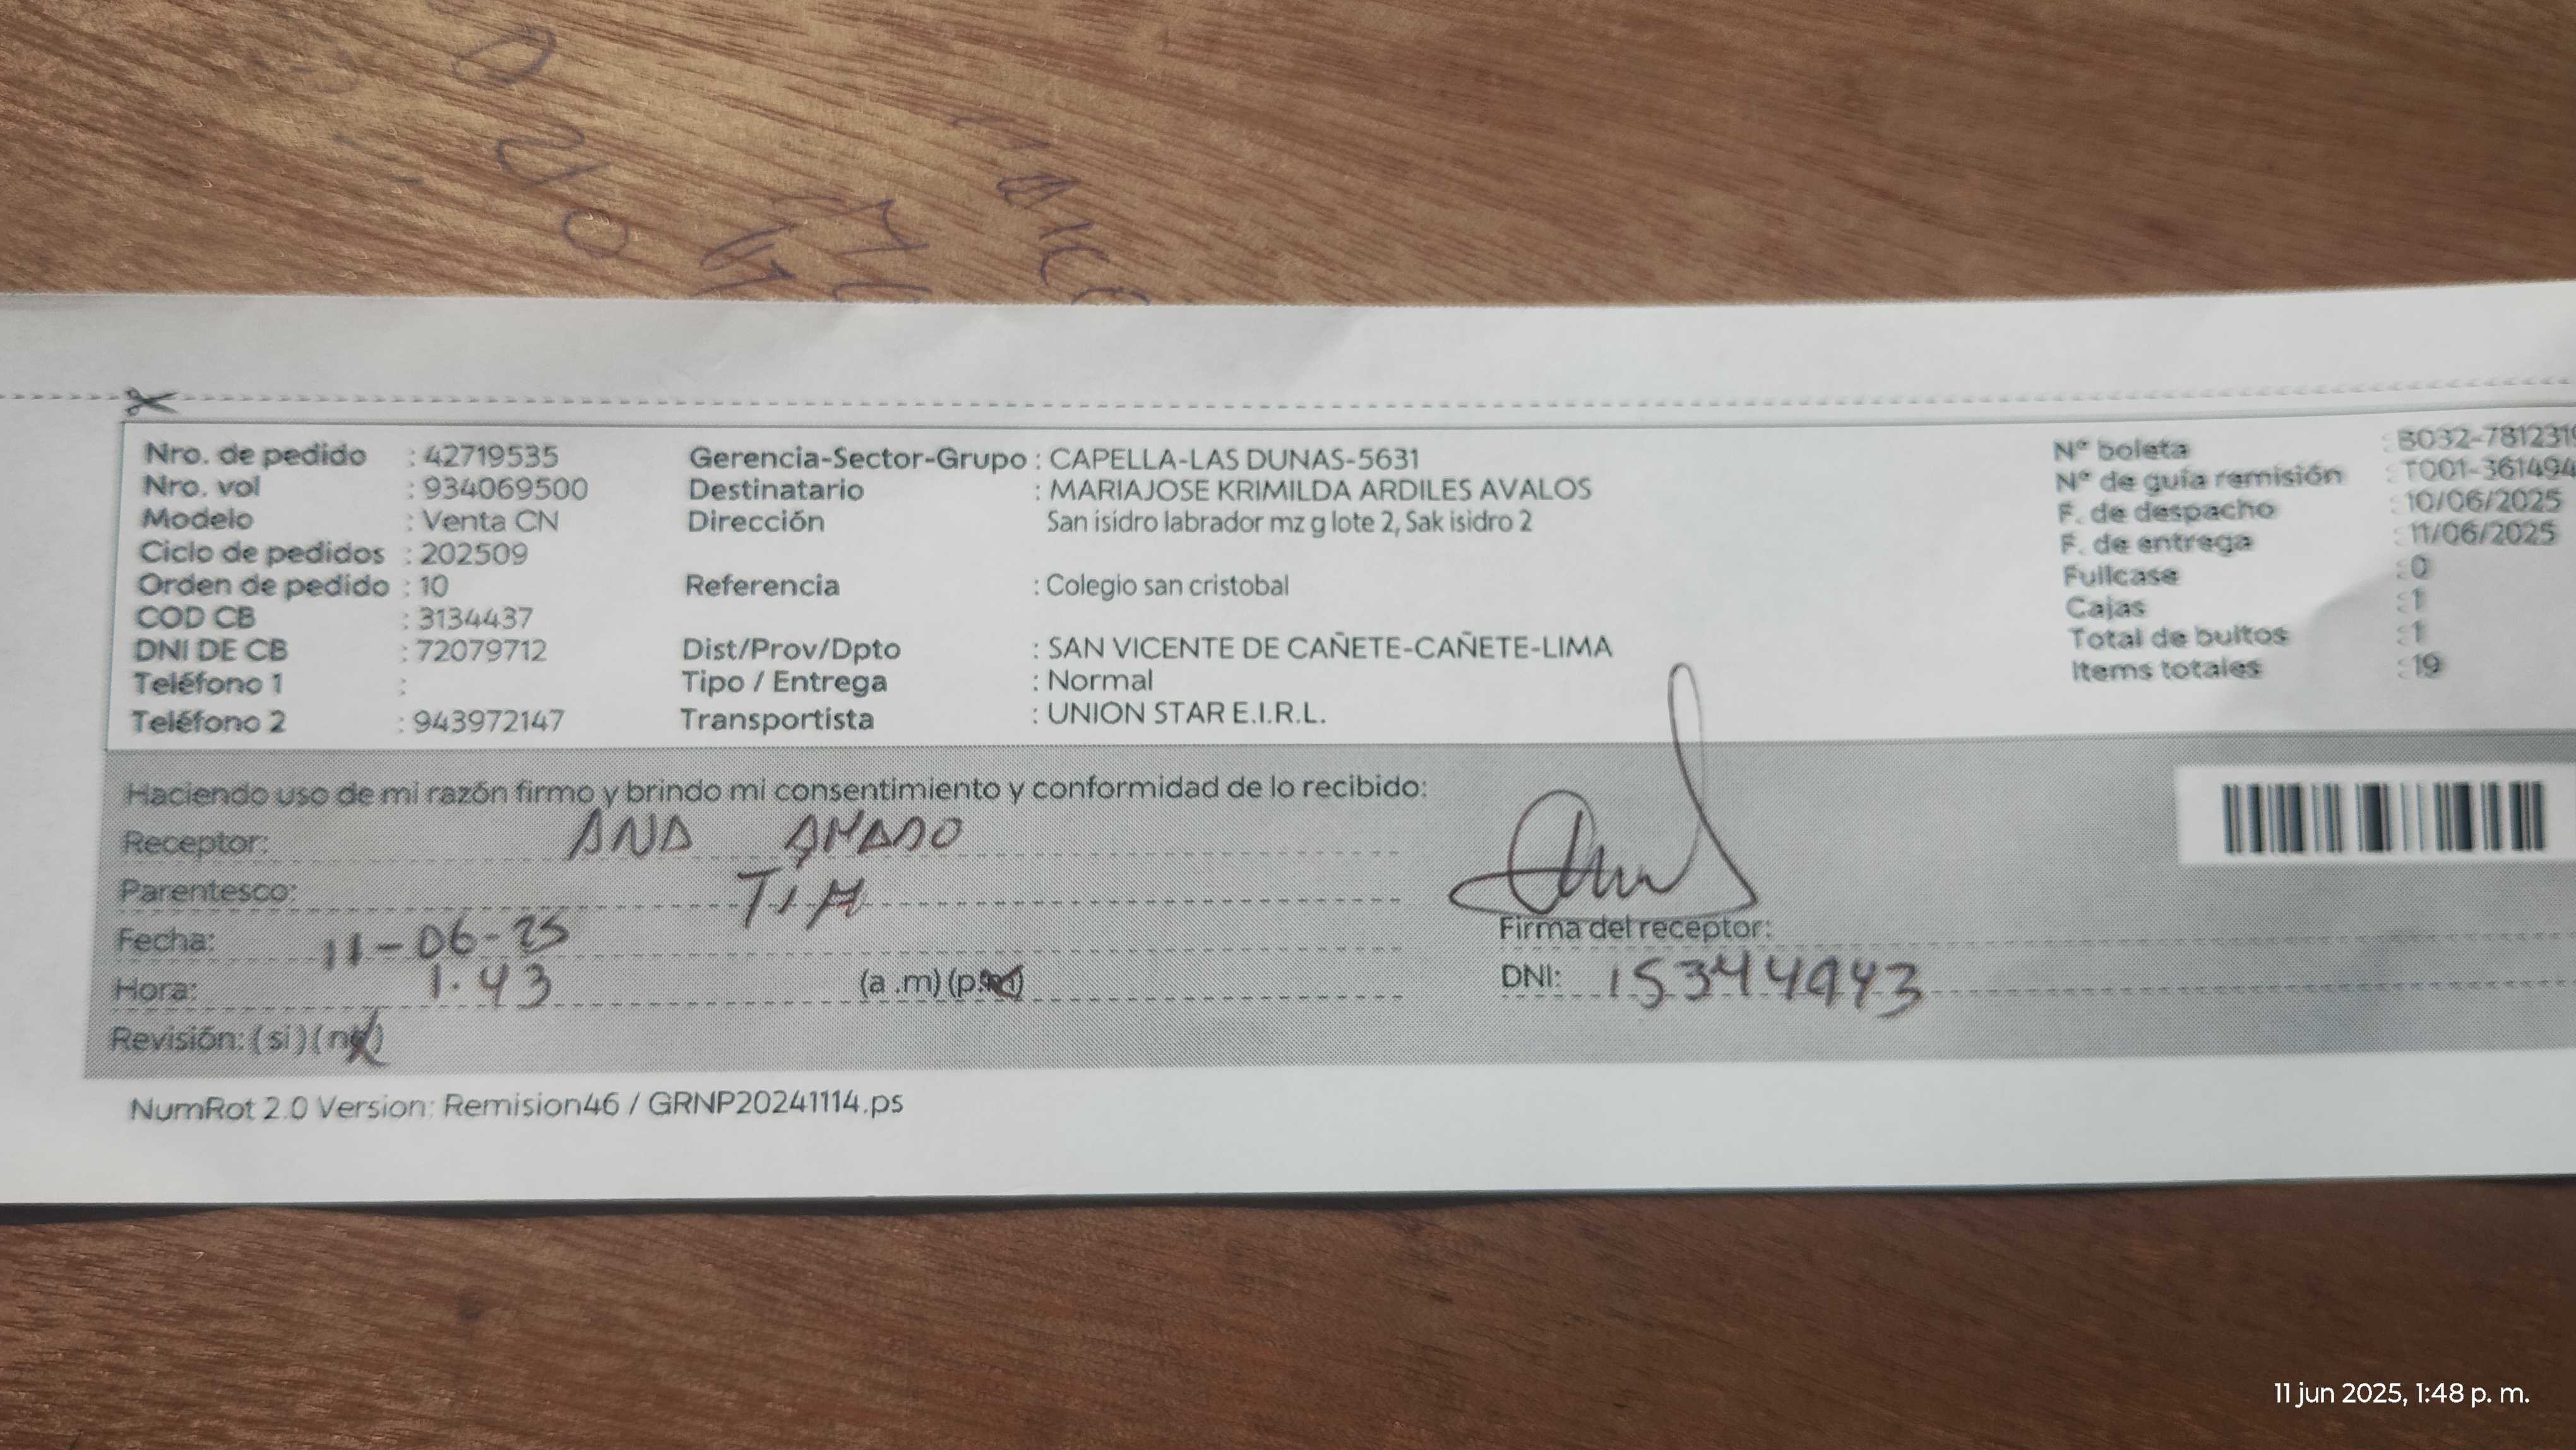 Nro. de pedido : 42719535
Nro. vol : 934069500
Modelo : Venta CN
Ciclo de pedidos : 202509
Orden de pedido : 10
COD CB : 3134437
DNI DE CB : 72079712
Teléfono 1 :
Teléfono 2 : 943972147
Gerencia-Sector-Grupo : CAPELLA-LAS DUNAS-5631
Destinatario : MARIAJOSE KRIMILDA ARDILES AVALOS
Dirección San isidro labrador mz g lote 2, Sak isidro 2
Referencia : Colegio san cristobal
Dist/Prov/Dpto : SAN VICENTE DE CAÑETE-CAÑETE-LIMA
Tipo / Entrega : Normal
Transportista : UNION STAR E.I.R.L.
N° boleta : B032-7812319
N° de guía remisión : T001-361494
F. de despacho : 10/06/2025
F. de entrega : 11/06/2025
Fullcase : 0
Cajas : 1
Total de bultos : 1
Items totales : 19
Haciendo uso de mi razón firmo y brindo mi consentimiento y conformidad de lo recibido:
Receptor: ANA AMADO
Parentesco: TIA
Fecha: 11-06-25
Hora: 1.43 (a .m) (p.m)
Revisión: (si) (no)
Firma del receptor:
DNI: 15344943
NumRot 2.0 Version: Remision46 / GRNP20241114.ps
11 jun 2025, 1:48 p. m.